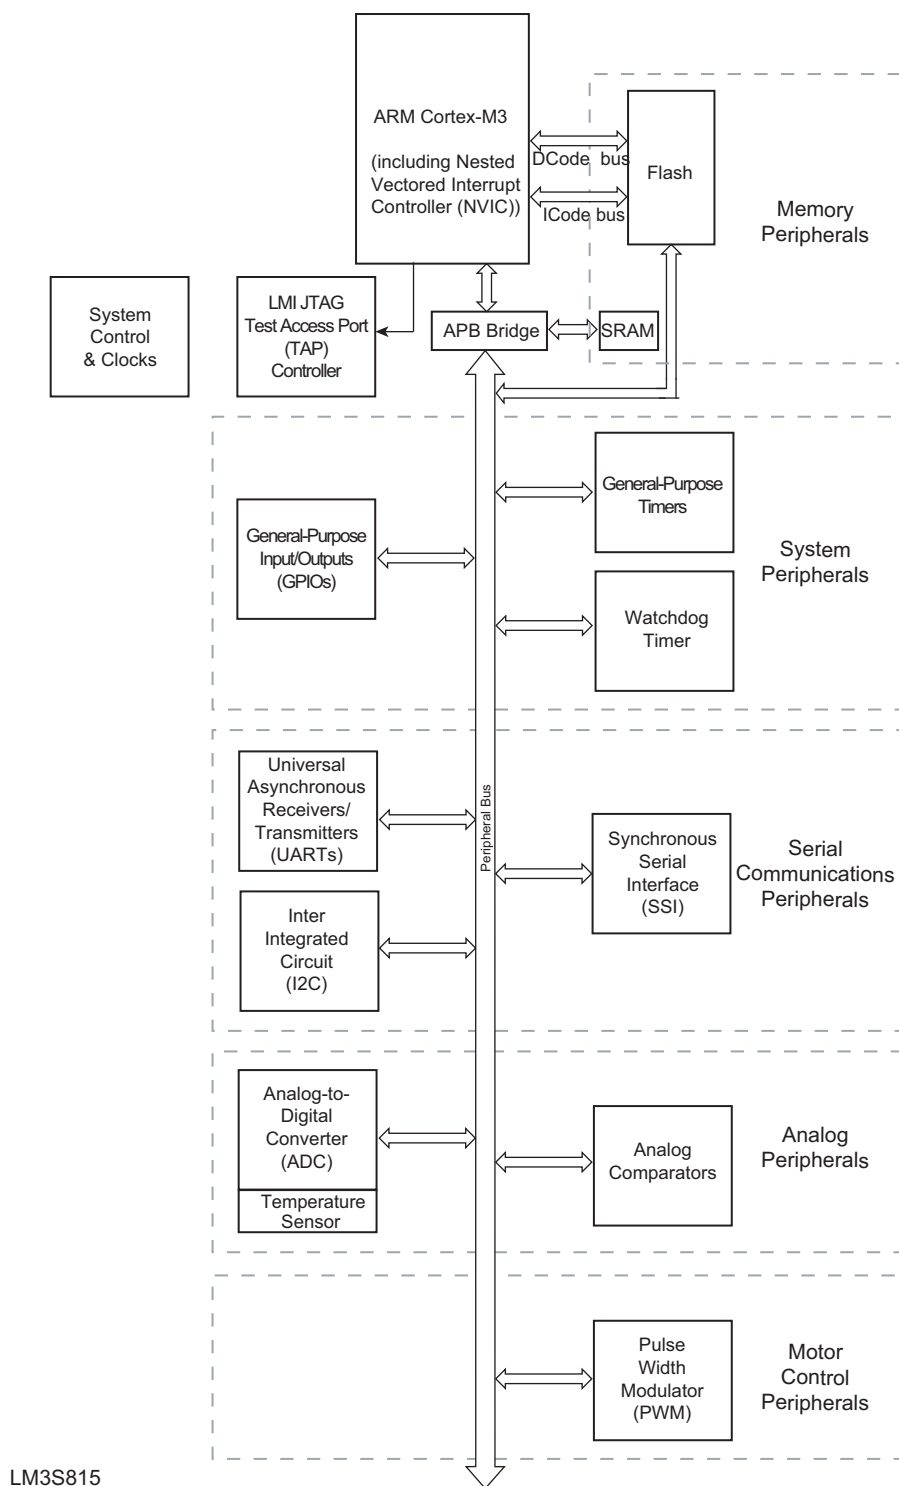 ARM Cortex-M3
(including Nested
Vectored Interrupt
Controller (NVIC))
DCode bus
ICode bus
Flash
Memory
Peripherals
System
Control
& Clocks
LMI JTAG
Test Access Port
(TAP)
Controller
APB Bridge
SRAM
General-Purpose
Timers
General-Purpose
Input/Outputs
(GPIOs)
System
Peripherals
Watchdog
Timer
Universal
Asynchronous
Receivers/
Transmitters
(UARTs)
Peripheral Bus
Synchronous
Serial
Interface
(SSI)
Serial
Communications
Peripherals
Inter
Integrated
Circuit
(I2C)
Analog-to-
Digital
Converter
(ADC)
Temperature
Sensor
Analog
Comparators
Analog
Peripherals
Pulse
Width
Modulator
(PWM)
Motor
Control
Peripherals
LM3S815